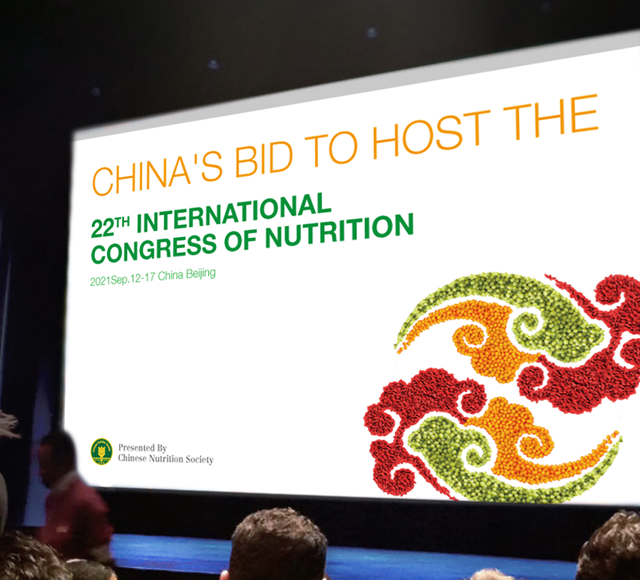 CHINA'S BID TO HOST THE
22TH INTERNATIONAL
CONGRESS OF NUTRITION
2021Sep.12-17 China Beijing
Presented By
Chinese Nutrition Society